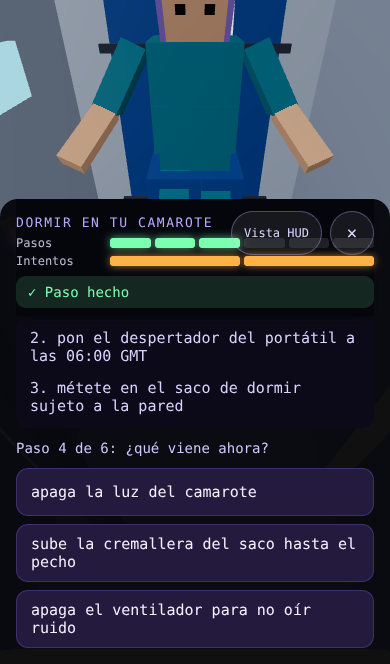 DORMIR EN TU CAMAROTE
Vista HUD
×
Pasos
Intentos
✓ Paso hecho
2. pon el despertador del portátil a
las 06:00 GMT
3. métete en el saco de dormir
sujeto a la pared
Paso 4 de 6: ¿qué viene ahora?
apaga la luz del camarote
sube la cremallera del saco hasta el
pecho
apaga el ventilador para no oír
ruido